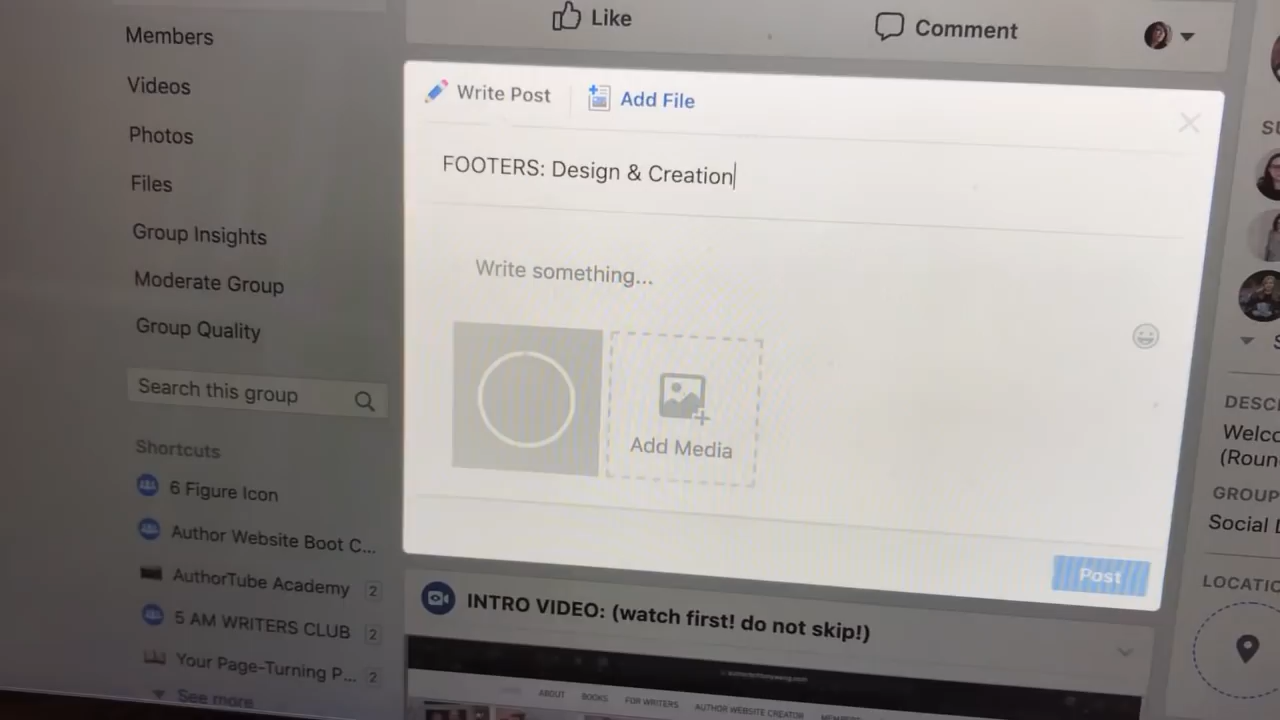 Members
Videos
Photos
Files
Group Insights
Moderate Group
Group Quality
Search this group
Shortcuts
6 Figure Icon
Author Website Boot C...
AuthorTube Academy 2
5 AM WRITERS CLUB 2
Your Page-Turning P... 2
See more
Like
Comment
Write Post
Add File
FOOTERS: Design & Creation
Write something...
Add Media
Post
INTRO VIDEO: (watch first! do not skip!)
ABOUT BOOKS FOR WRITERS AUTHOR WEBSITE CREATOR
DESC
Welc
(Roun
GROUP
Social
LOCATIO